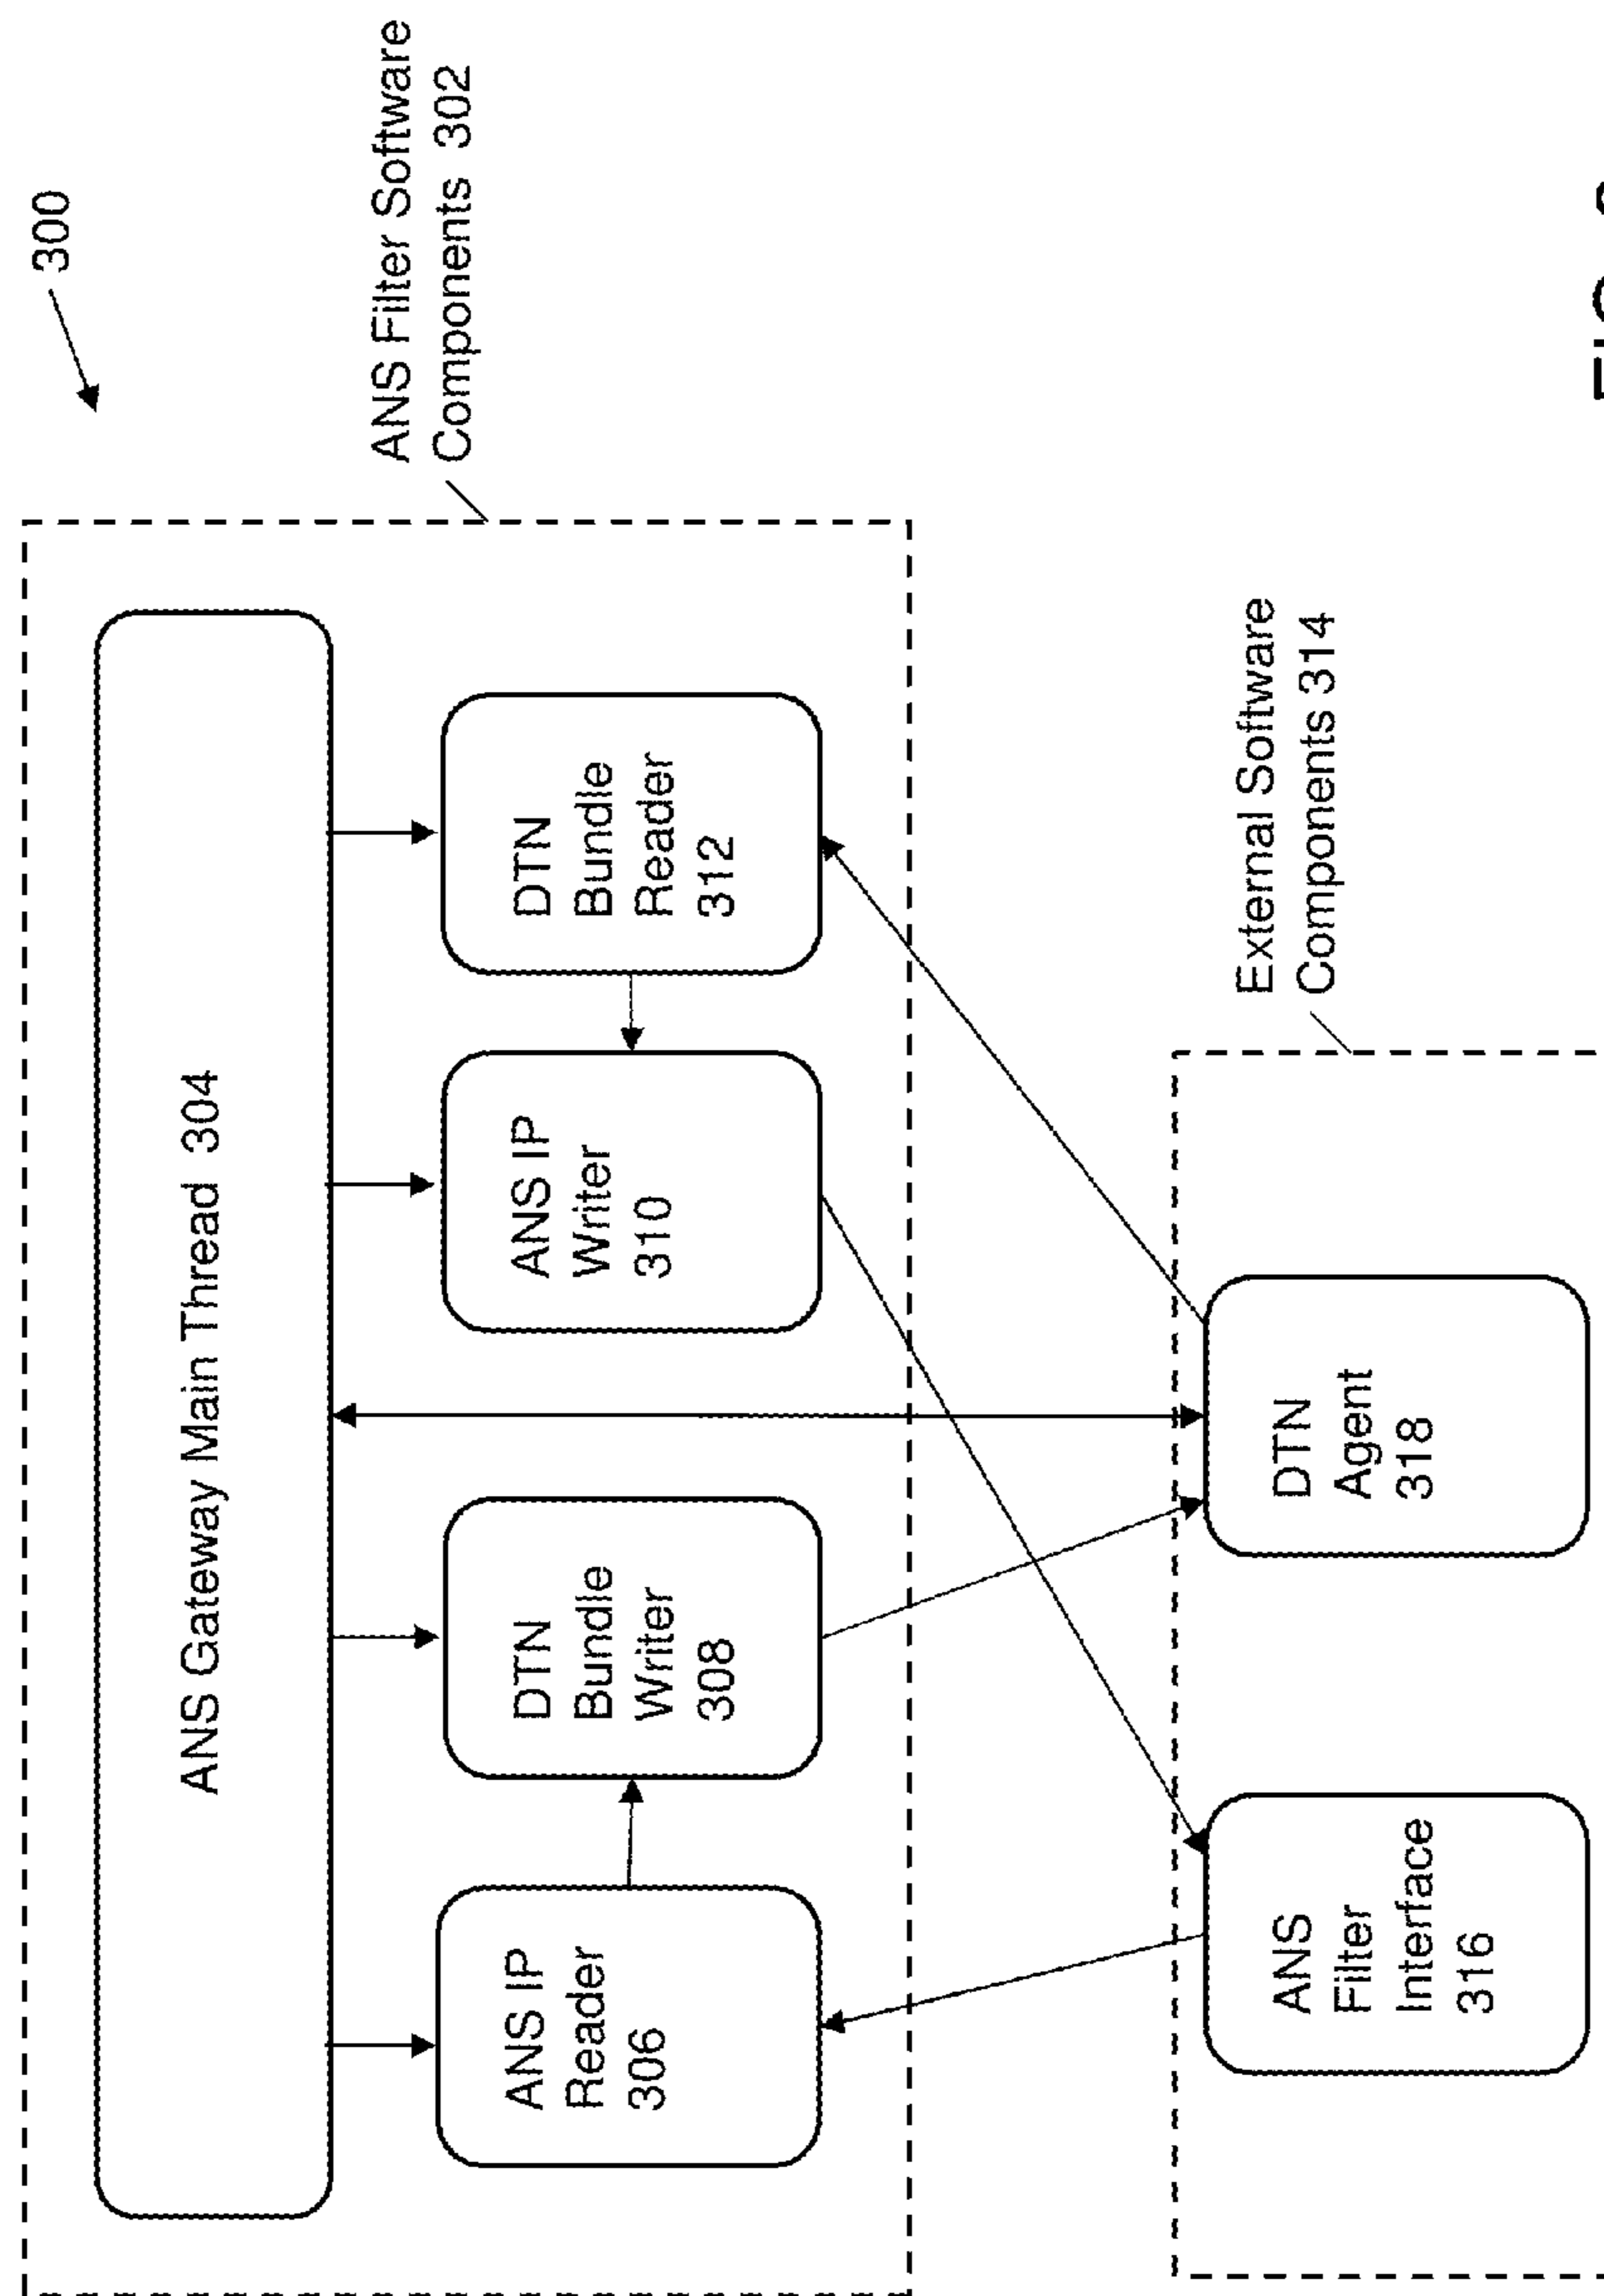 300
ANS Filter Software
Components 302
ANS Gateway Main Thread 304
ANS IP
Reader
306
DTN
Bundle
Writer
308
ANS IP
Writer
310
DTN
Bundle
Reader
312
External Software
Components 314
ANS
Filter
Interface
316
DTN
Agent
318